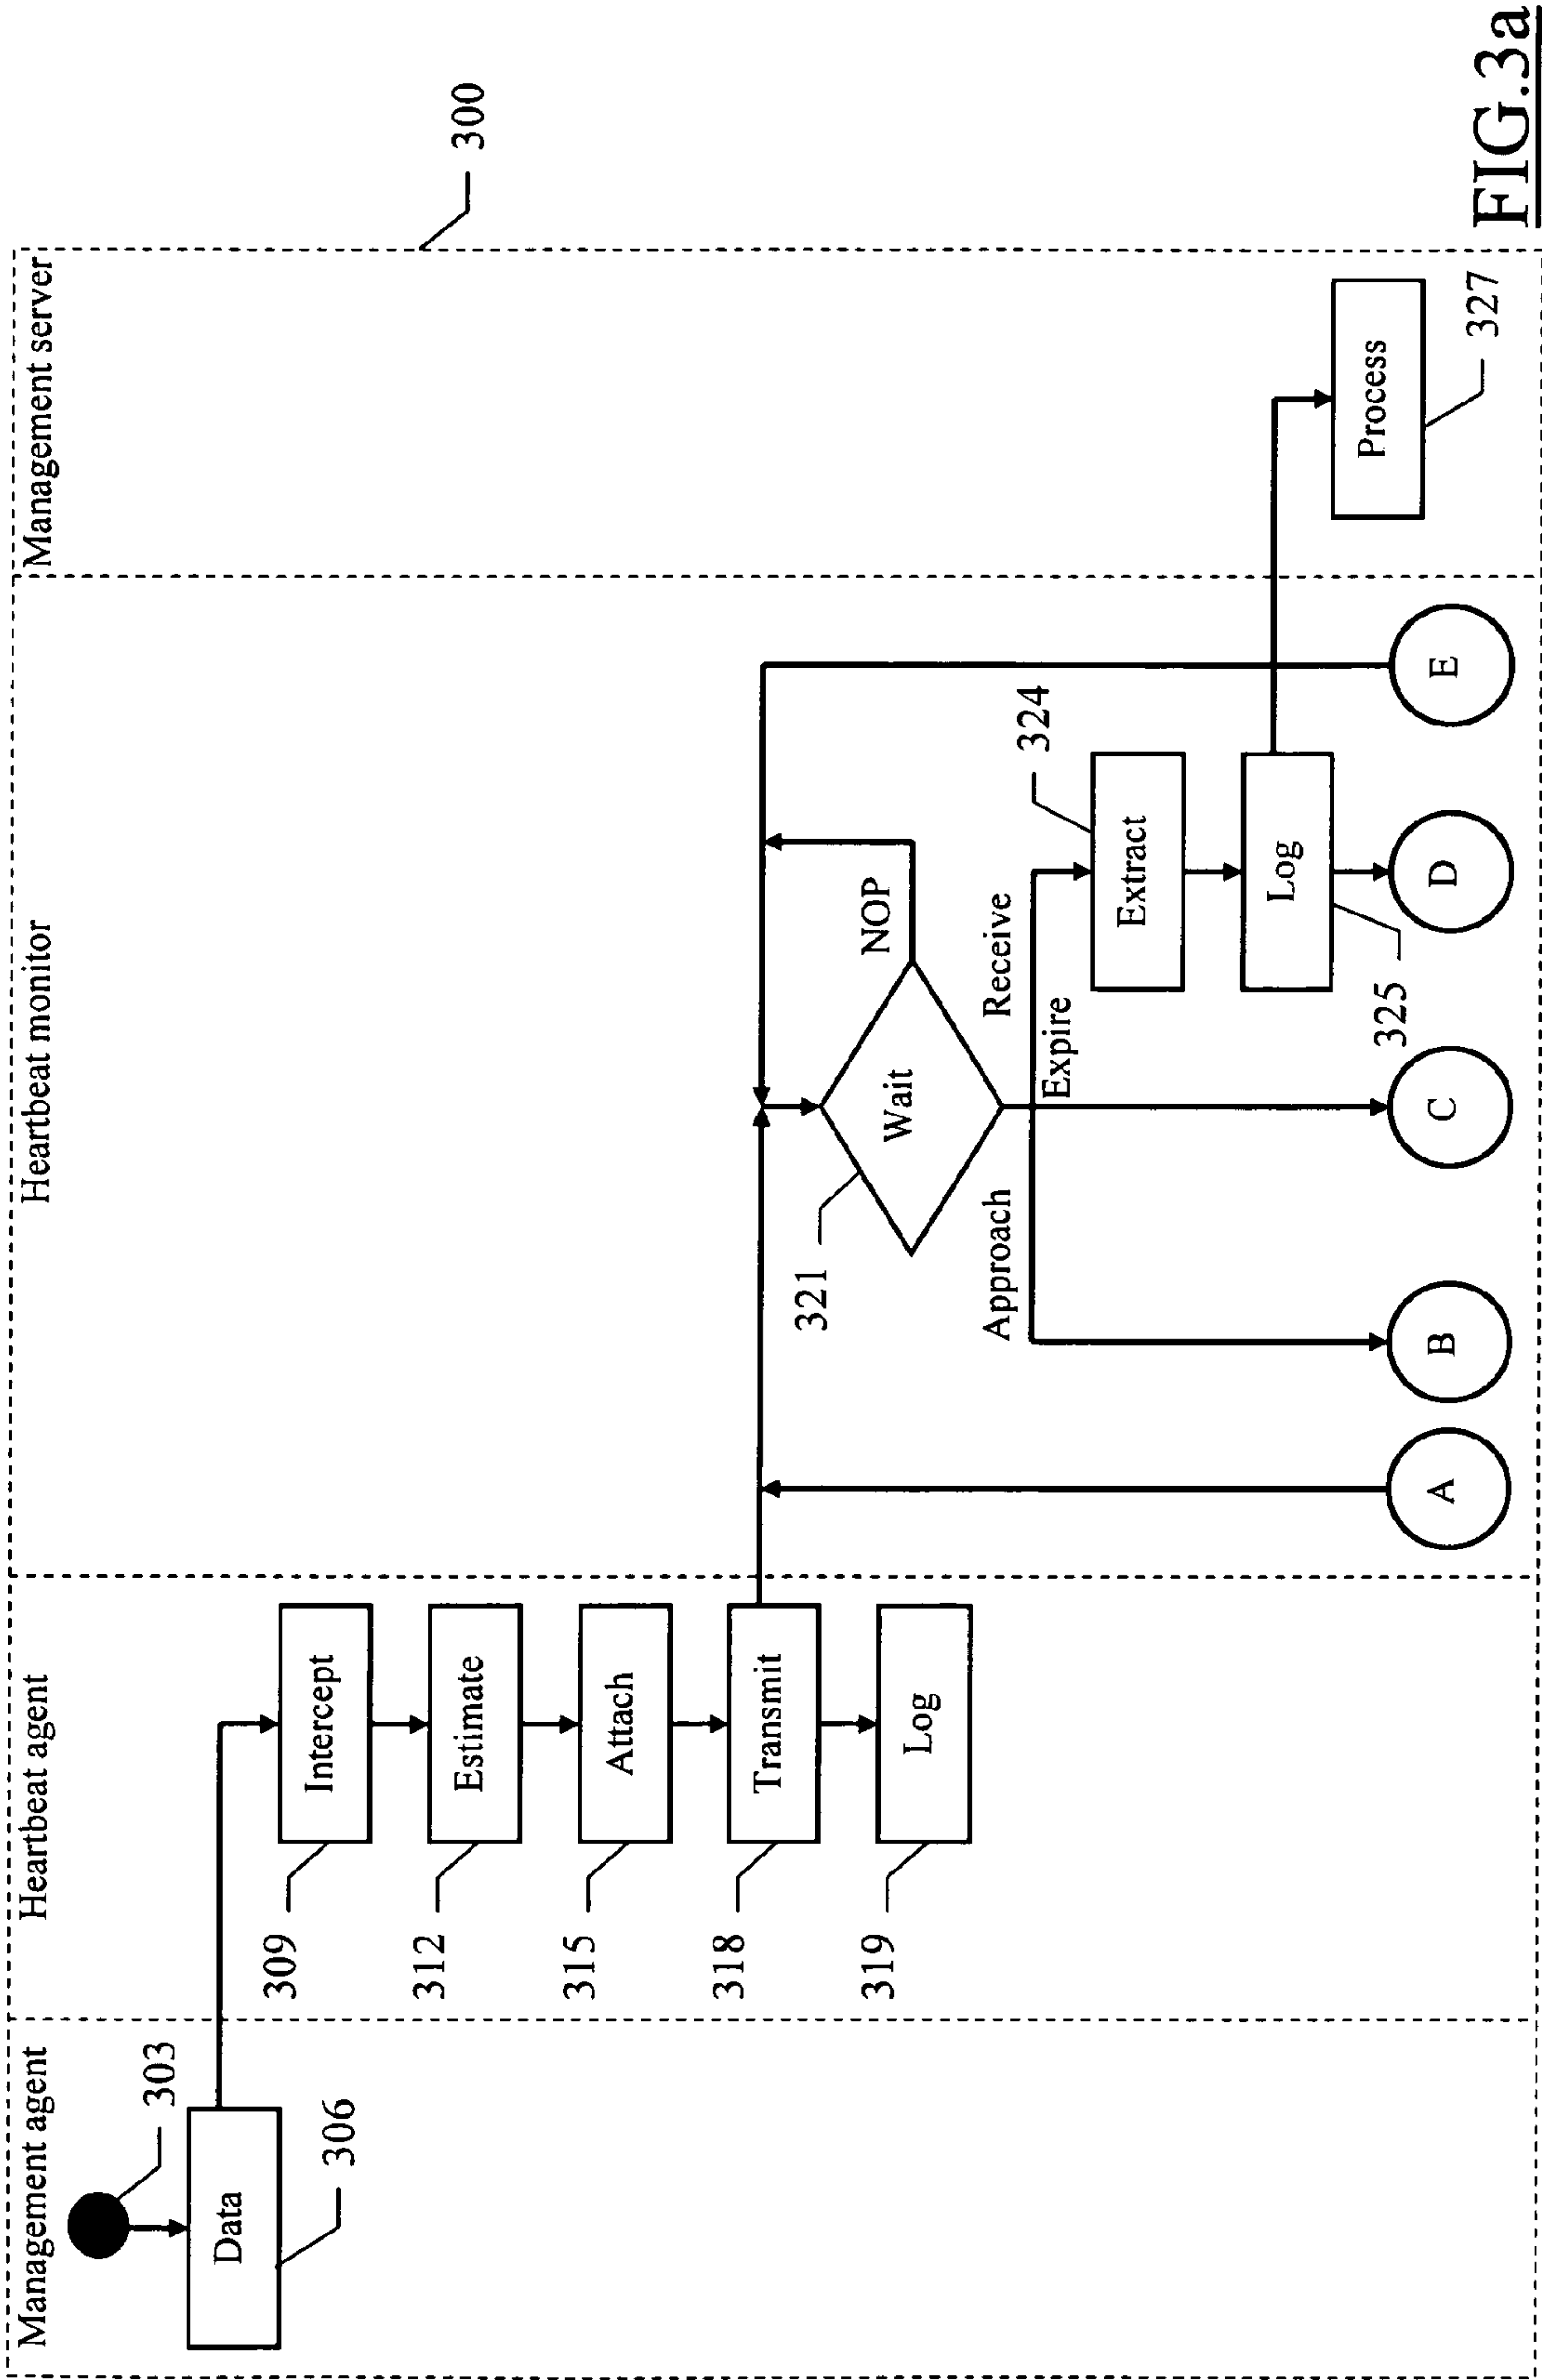 Management agent
Heartbeat agent
Heartbeat monitor
Management server
300
303
Data
306
Intercept
309
Estimate
312
Attach
315
Transmit
318
Log
319
Wait
321
NOP
Approach
Expire
Receive
Extract
324
Log
325
Process
327
A
B
C
D
E
FIG.3a